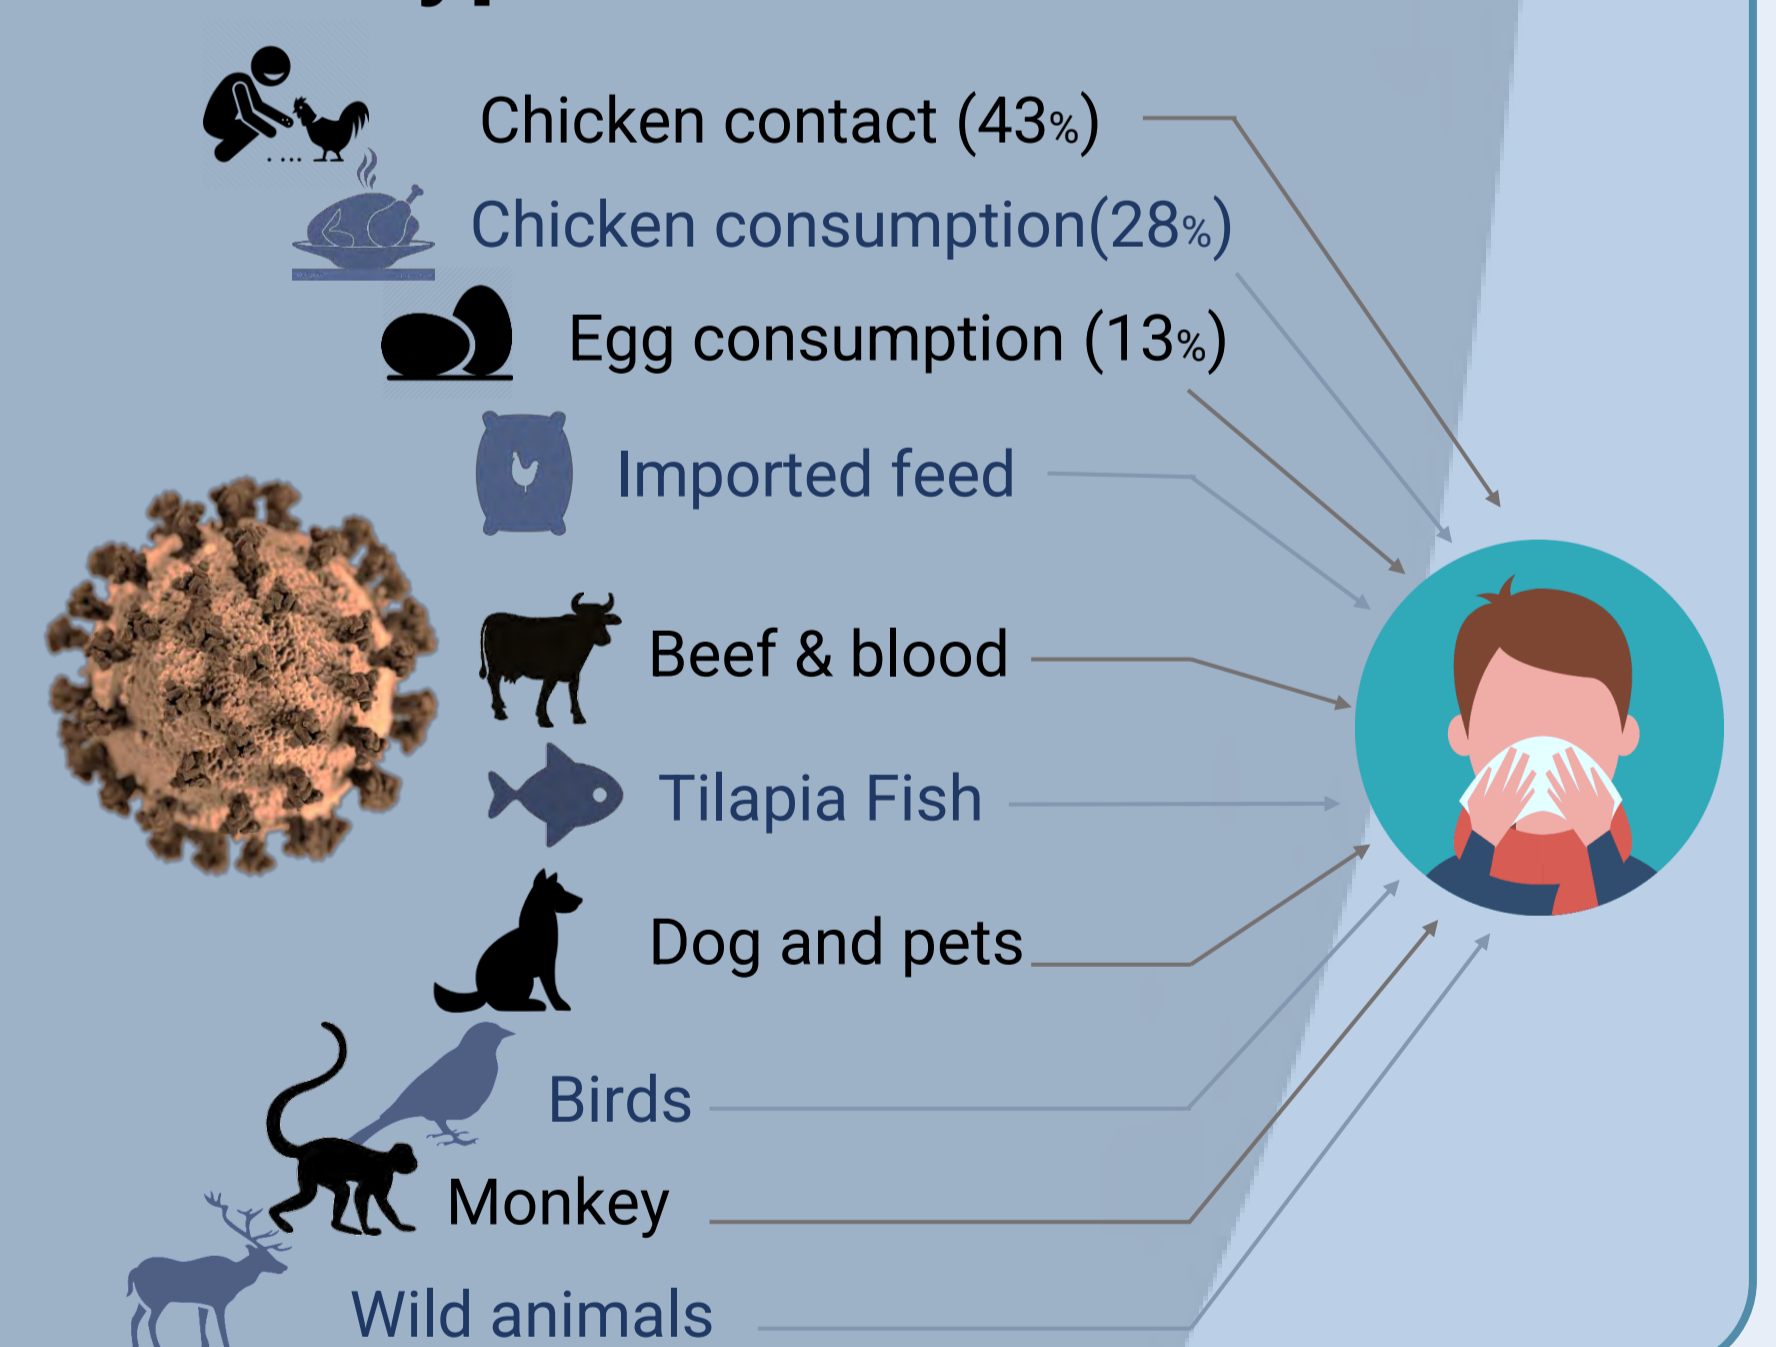 Chicken contact (43%)
Chicken consumption(28%)
Egg consumption (13%)
Imported feed
Beef & blood
Tilapia Fish
Dog and pets
Birds
Monkey
Wild animals